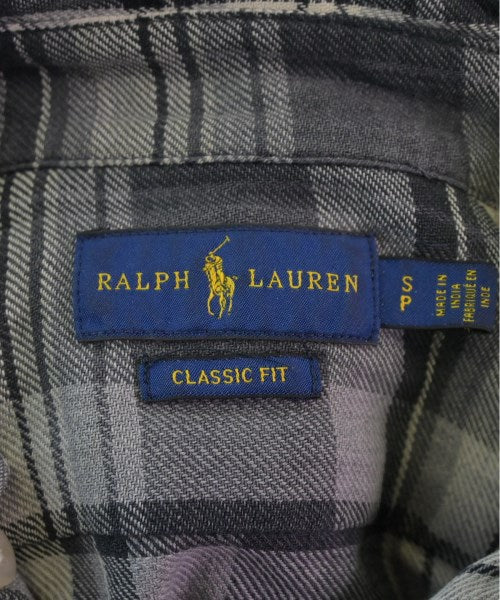 RALPH LAUREN
CLASSIC FIT
S
P
MADE IN
INDIA
FABRIQUÉ EN
INDE